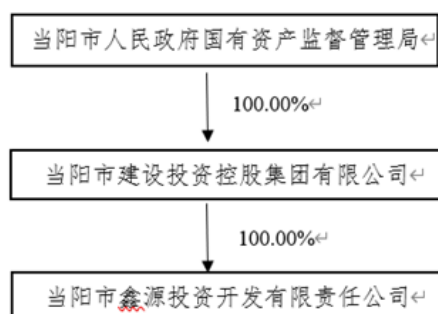 当阳市人民政府国有资产监督管理局↵
100.00%↵
当阳市建设投资控股集团有限公司↵
100.00%↵
当阳市鑫源投资开发有限责任公司↵